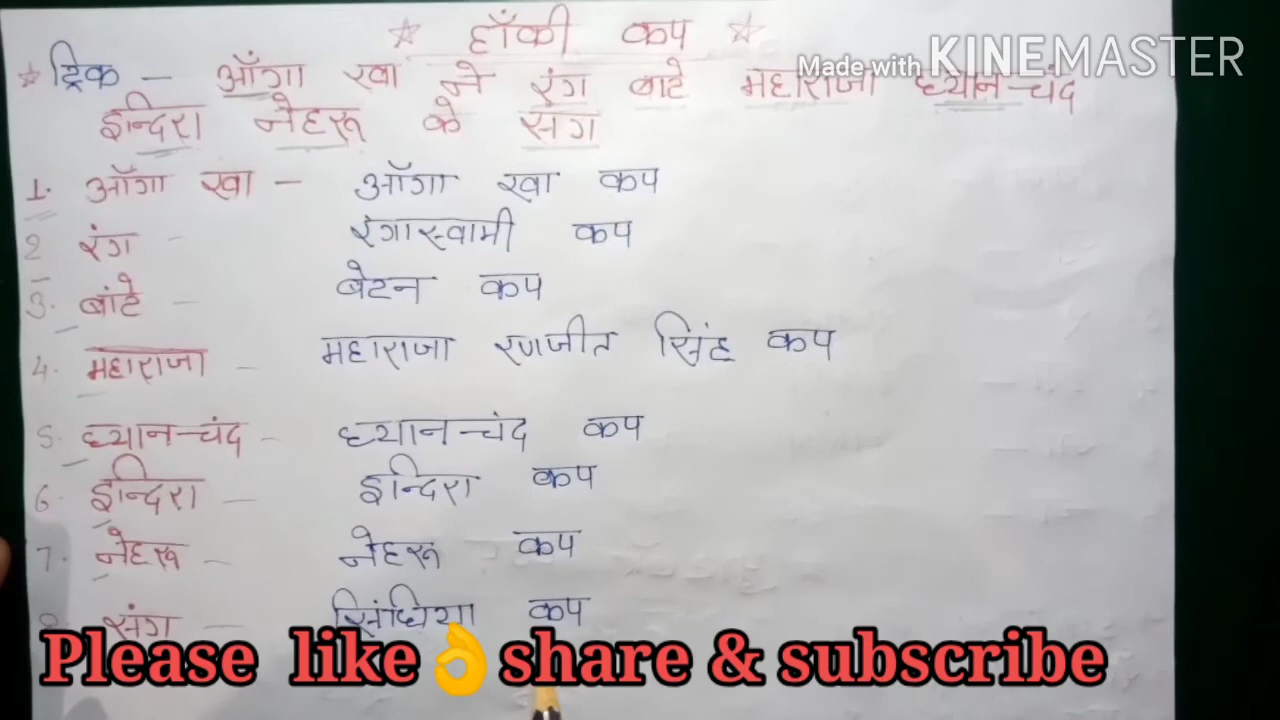 ☆ हॉकी कप ☆
Made with KINEMASTER
☆ ट्रिक - ऑगा खा ने रंग बाटे महाराजा ध्यानचंद
इन्दिरा नेहरू के संग
1. ऑगा खा - ऑगा खा कप
2 रंग - रंगास्वामी कप
3. बांटे - बेटन कप
4. महाराजा - महाराजा रणजीत सिंह कप
5. ध्यानचंद - ध्यानचंद कप
6. इन्दिरा - इन्दिरा कप
7. नेहरू - नेहरू कप
8. संग - सिंधिया कप
Please like👌share & subscribe